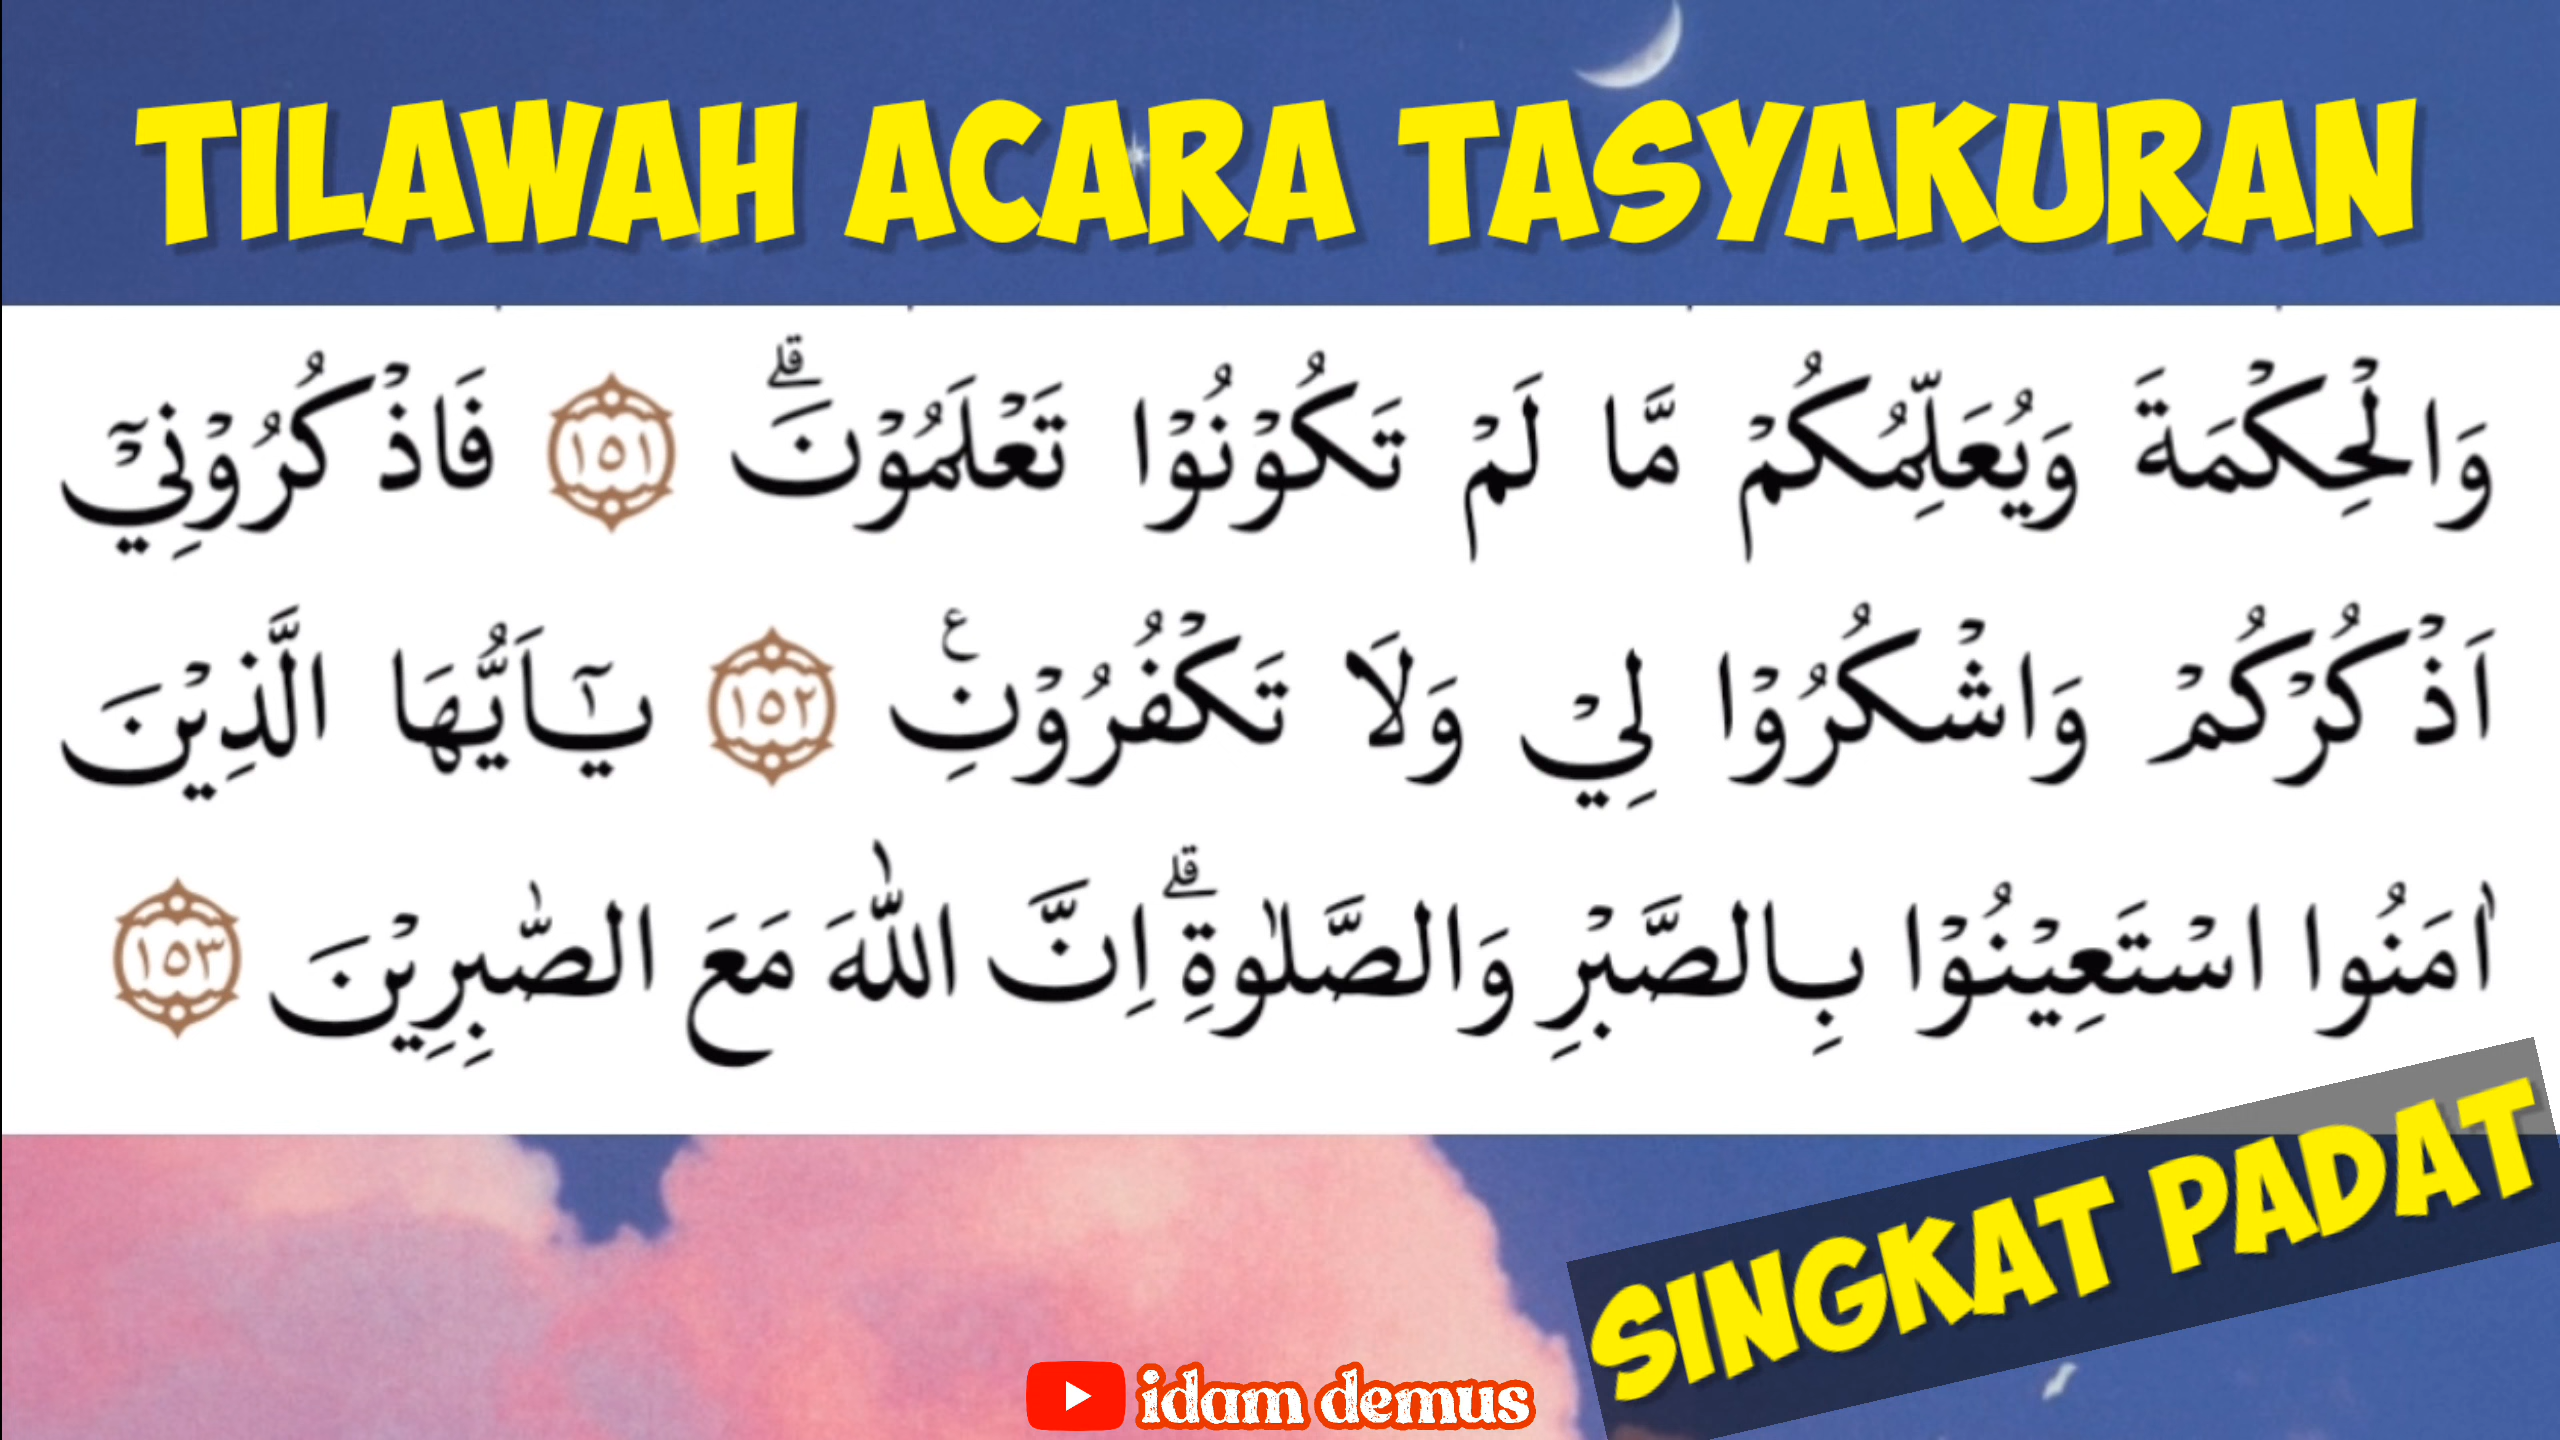 TILAWAH ACARA TASYAKURAN
وَالْحِكْمَةَ وَيُعَلِّمُكُمْ مَّا لَمْ تَكُوْنُوْا تَعْلَمُوْنَۗ ١٥١ فَاذْكُرُوْنِيْٓ
اَذْكُرْكُمْ وَاشْكُرُوْا لِيْ وَلَا تَكْفُرُوْنِ ࣖ ١٥٢ يٰٓاَيُّهَا الَّذِيْنَ
اٰمَنُوا اسْتَعِيْنُوْا بِالصَّبْرِ وَالصَّلٰوةِۗ اِنَّ اللّٰهَ مَعَ الصّٰبِرِيْنَ ١٥٣
SINGKAT PADAT
idam demus